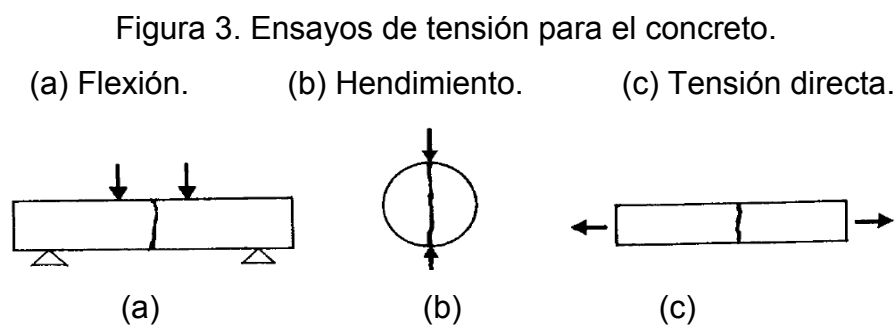 Figura 3. Ensayos de tensión para el concreto.
(a) Flexión. (b) Hendimiento. (c) Tensión directa.
(a) (b) (c)